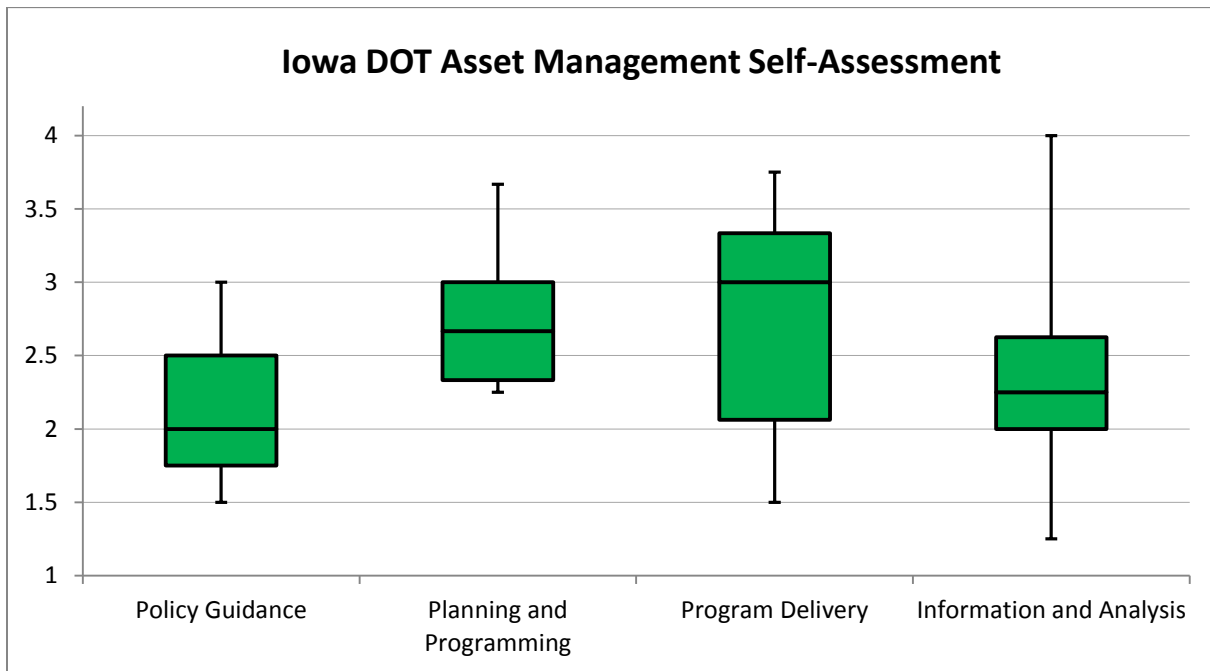 Iowa DOT Asset Management Self-Assessment
4
3.5
3
2.5
2
1.5
1
Policy Guidance
Planning and
Programming
Program Delivery
Information and Analysis